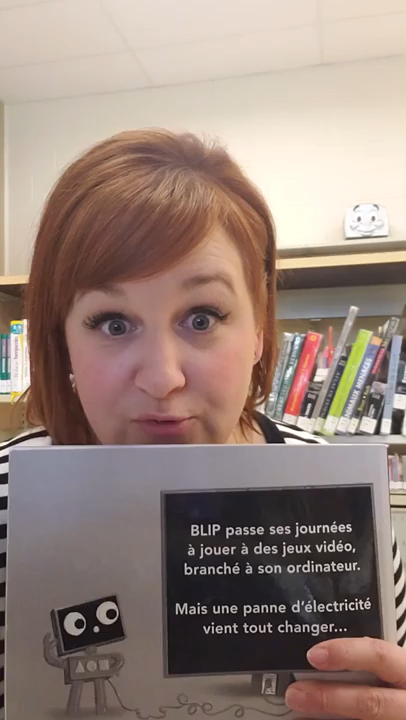 BLIP passe ses journées
à jouer à des jeux vidéo,
branché à son ordinateur.
Mais une panne d'électricité
vient tout changer...